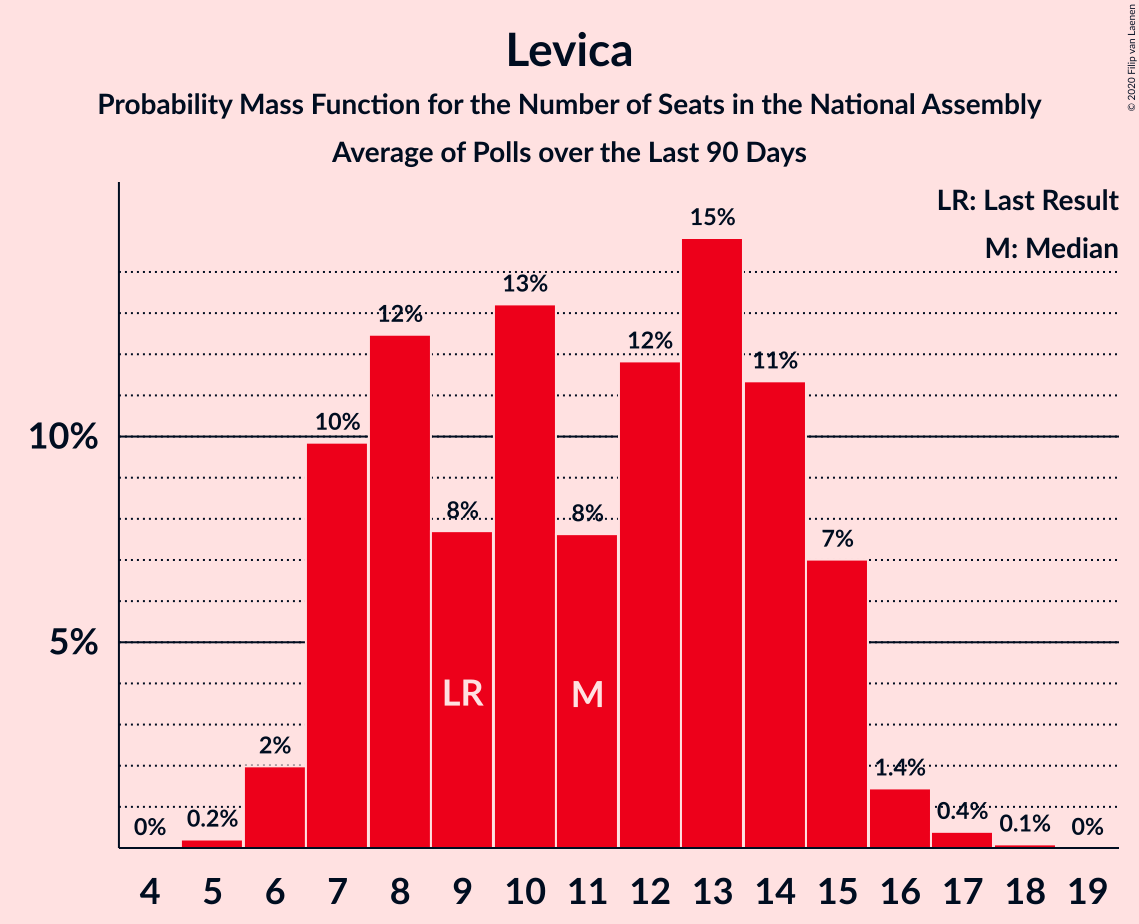 Levica
Probability Mass Function for the Number of Seats in the National Assembly
Average of Polls over the Last 90 Days
© 2020 Filip van Laenen
LR: Last Result
M: Median
15%
13%
12%
12%
11%
10%
10%
8%
8%
7%
5%
LR
M
2%
1.4%
0.4%
0.2%
0.1%
0%
0%
4 5 6 7 8 9 10 11 12 13 14 15 16 17 18 19